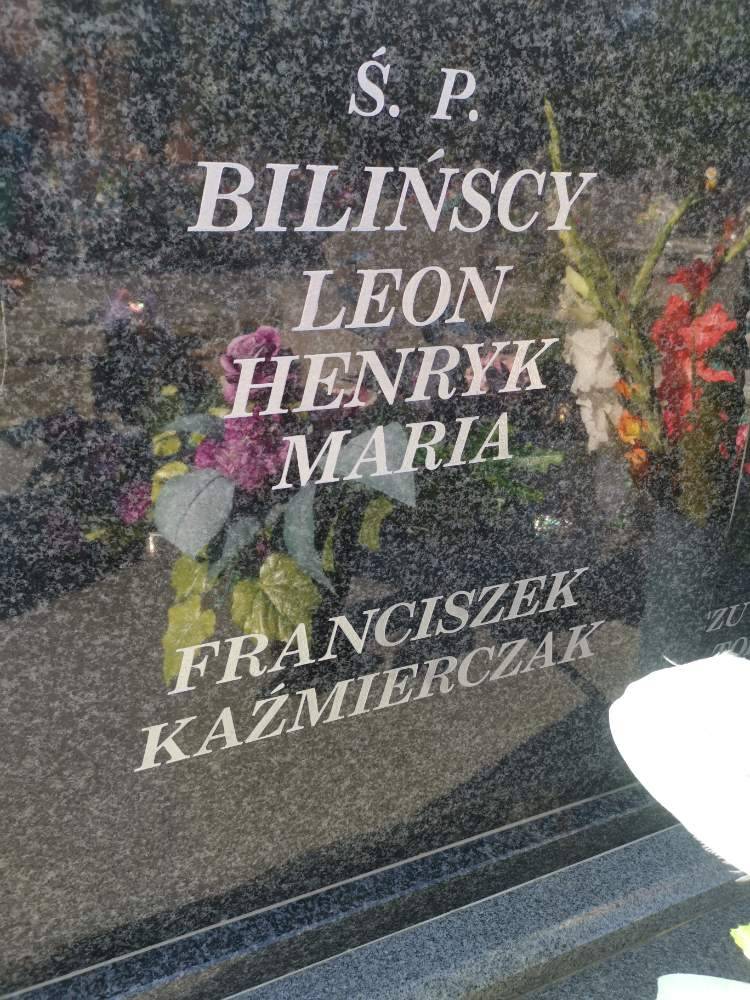 Ś. P.
BILIŃSCY
LEON
HENRYK
MARIA
FRANCISZEK
KAŹMIERCZAK